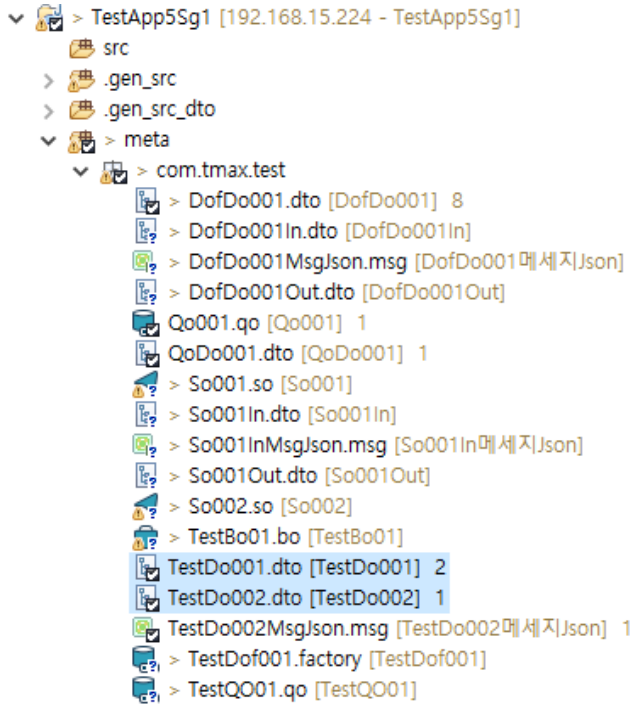 > TestApp5Sg1 [192.168.15.224 - TestApp5Sg1]
src
> .gen_src
> .gen_src_dto
> meta
> com.tmax.test
> DofDo001.dto [DofDo001] 8
> DofDo001In.dto [DofDo001In]
> DofDo001MsgJson.msg [DofDo001메세지Json]
> DofDo001Out.dto [DofDo001Out]
Qo001.qo [Qo001] 1
QoDo001.dto [QoDo001] 1
> So001.so [So001]
> So001In.dto [So001In]
> So001InMsgJson.msg [So001In메세지Json]
> So001Out.dto [So001Out]
> So002.so [So002]
> TestBo01.bo [TestBo01]
TestDo001.dto [TestDo001] 2
TestDo002.dto [TestDo002] 1
TestDo002MsgJson.msg [TestDo002메세지Json] 1
> TestDof001.factory [TestDof001]
> TestQO01.qo [TestQO01]